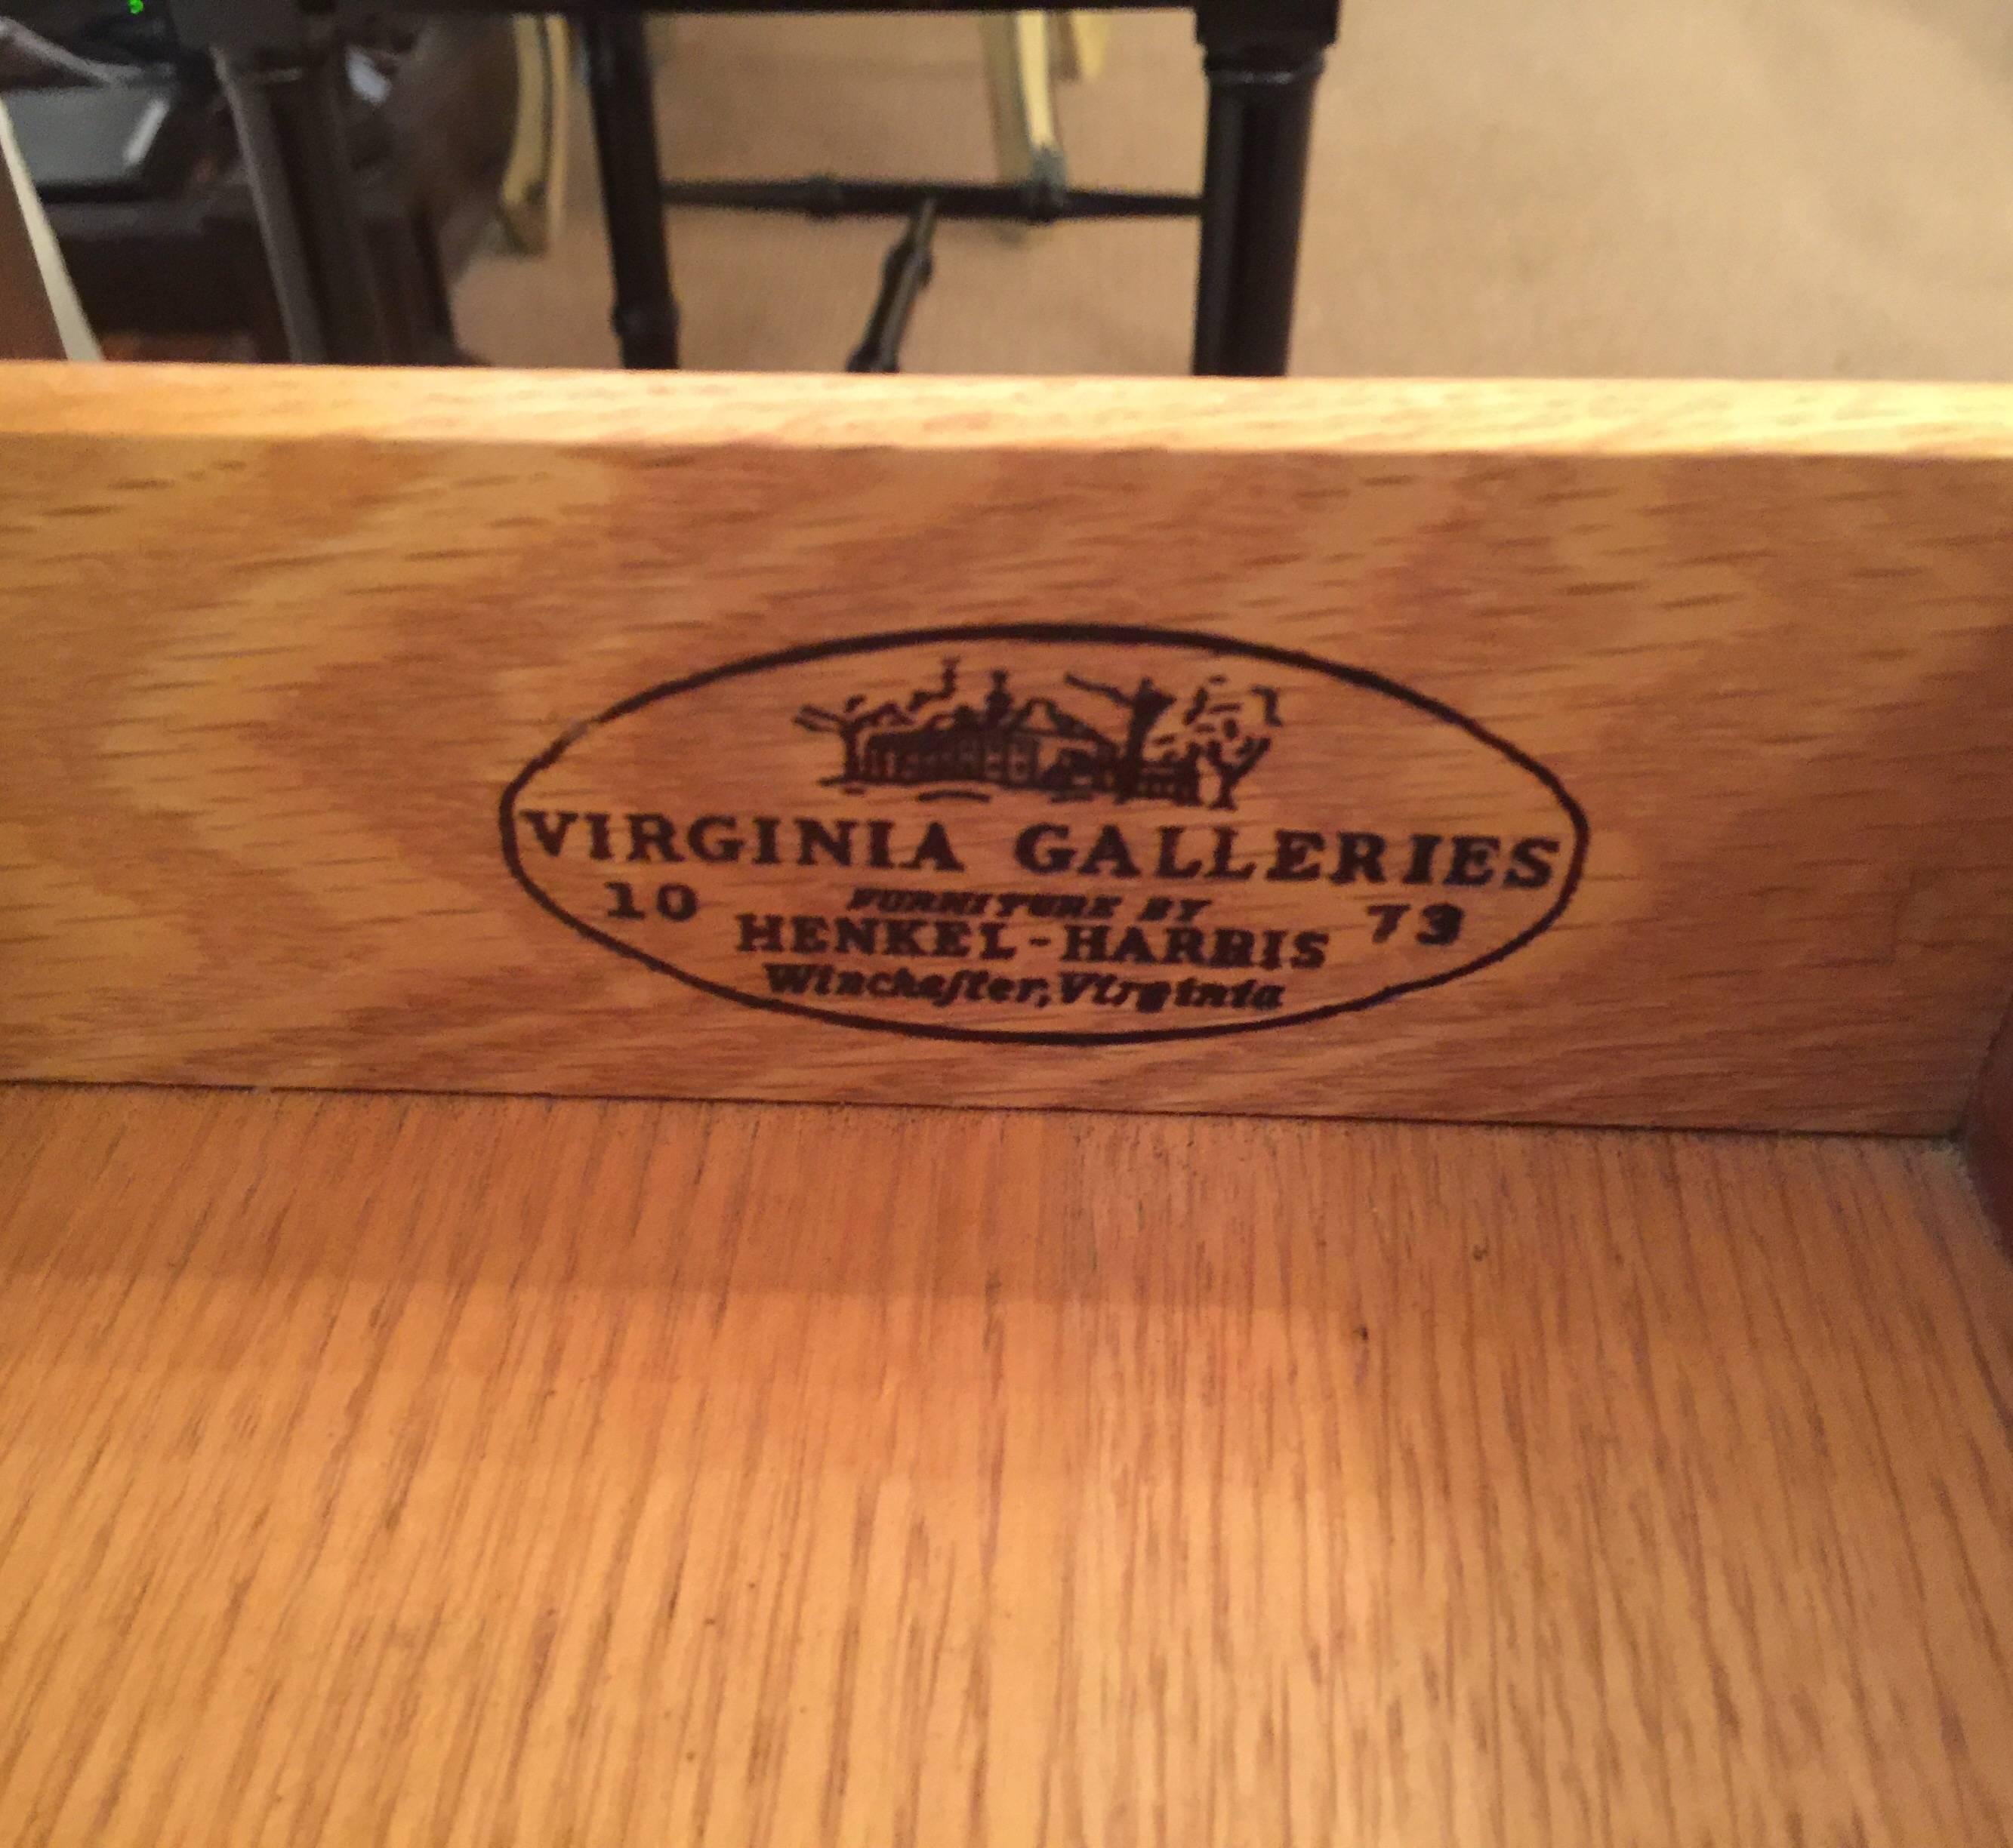 VIRGINIA GALLERIES
10 FURNITURE BY 73
HENKEL-HARRIS
Wincheſter, Virginia